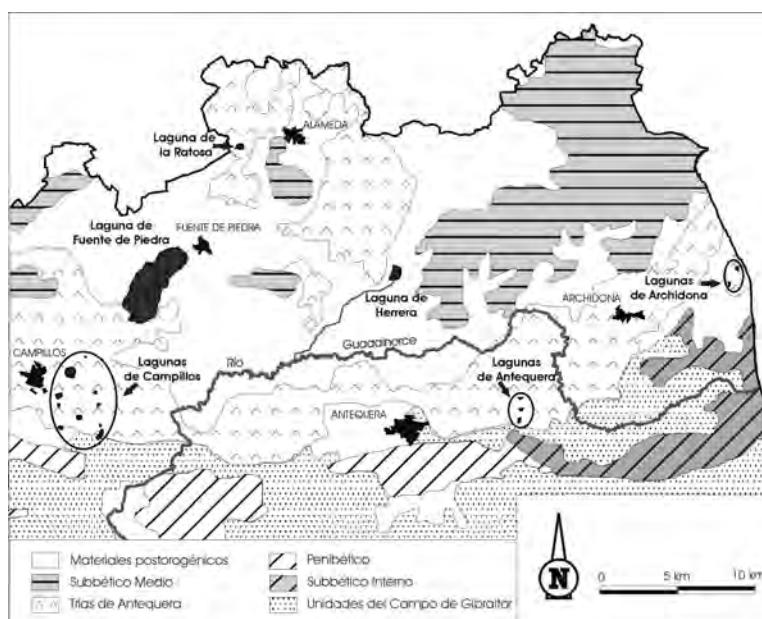 ALAMEDA
Laguna de
la Ratosa
Laguna de
Fuente de Piedra
FUENTE DE PIEDRA
Lagunas
de Archidona
Laguna de
Herrera
ARCHIDONA
CAMPILLOS
Lagunas
de Campillos
Río
Guadalhorce
Lagunas
de Antequera
ANTEQUERA
N
0 5 km 10 km
Materiales postorogénicos
Subbético Medio
Trías de Antequera
Penibético
Subbético Interno
Unidades del Campo de Gibraltar